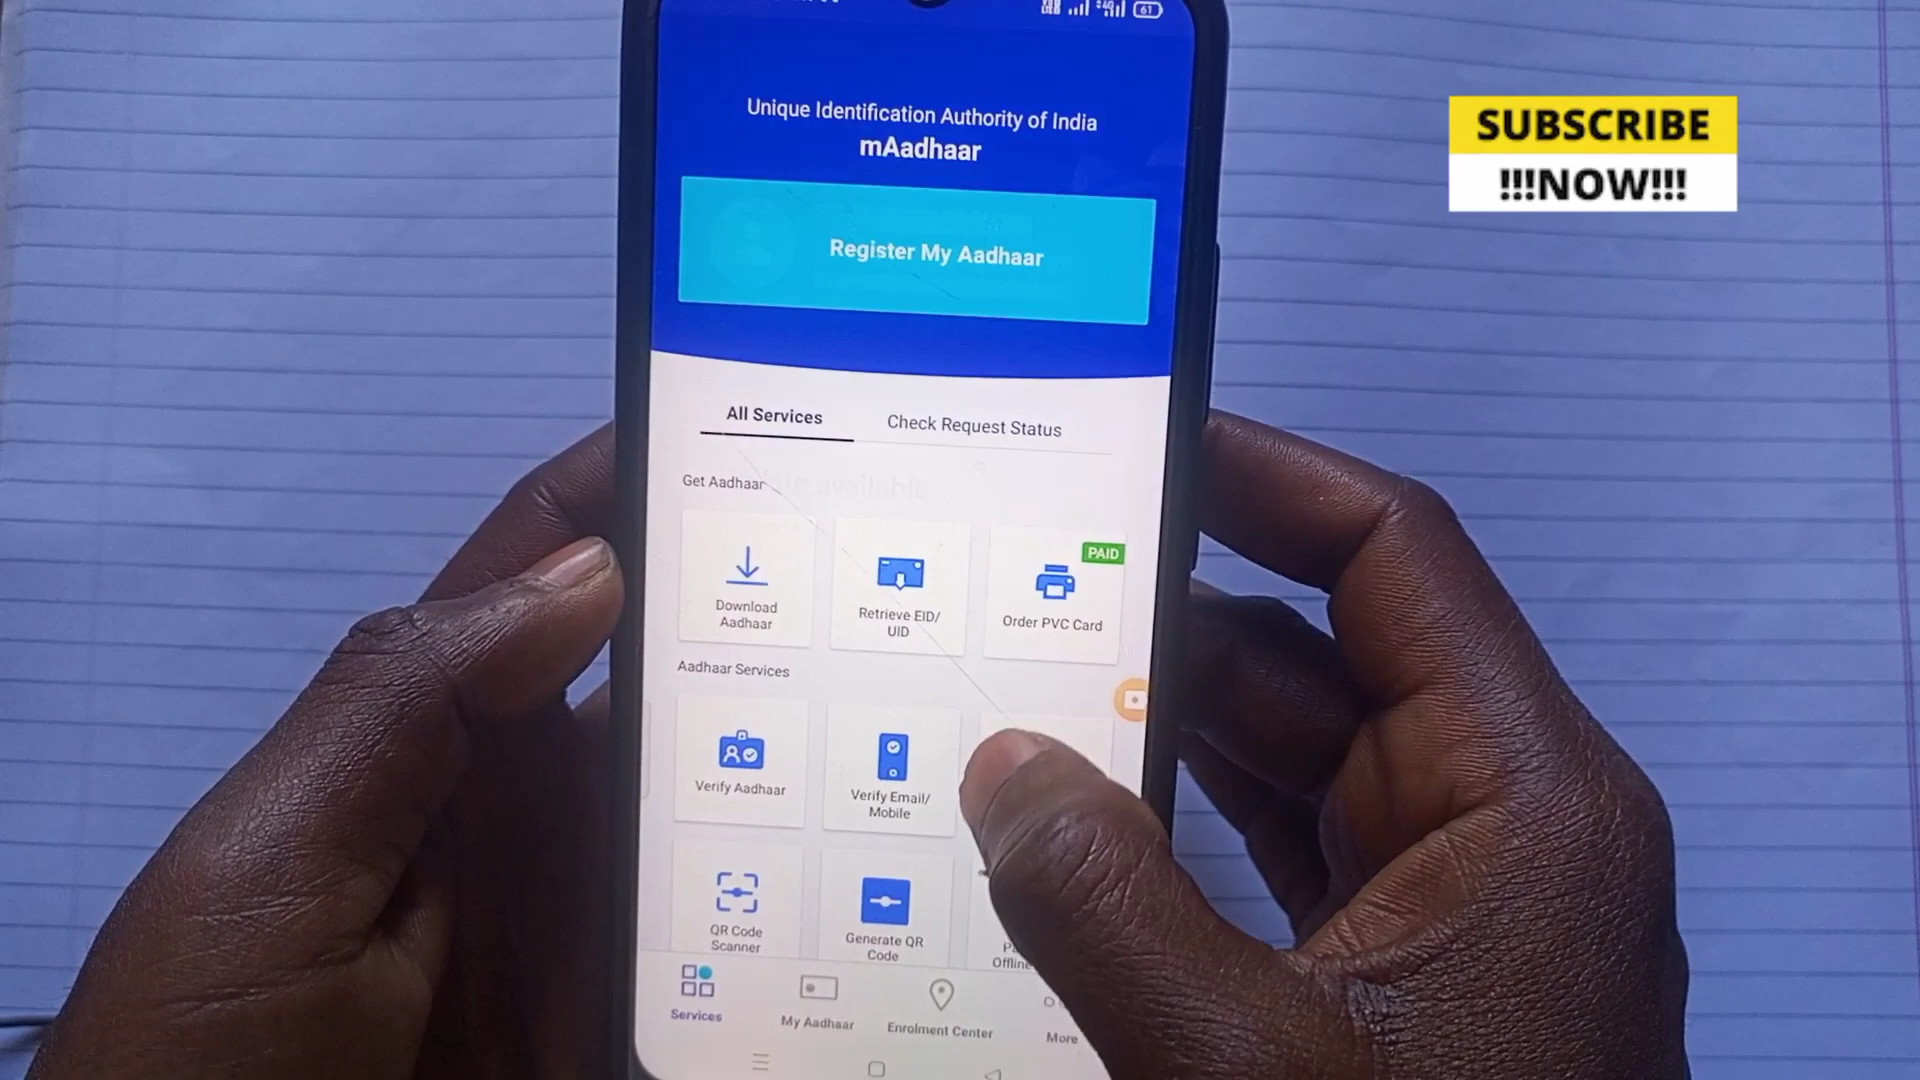 61
Unique Identification Authority of India
mAadhaar
Register My Aadhaar
SUBSCRIBE
!!!NOW!!!
All Services
Check Request Status
Get Aadhaar
available
Download
Aadhaar
Retrieve EID/
UID
PAID
Order PVC Card
Aadhaar Services
Verify Aadhaar
Verify Email/
Mobile
QR Code
Scanner
Generate QR
Code
Offline
Services
My Aadhaar
Enrolment Center
More